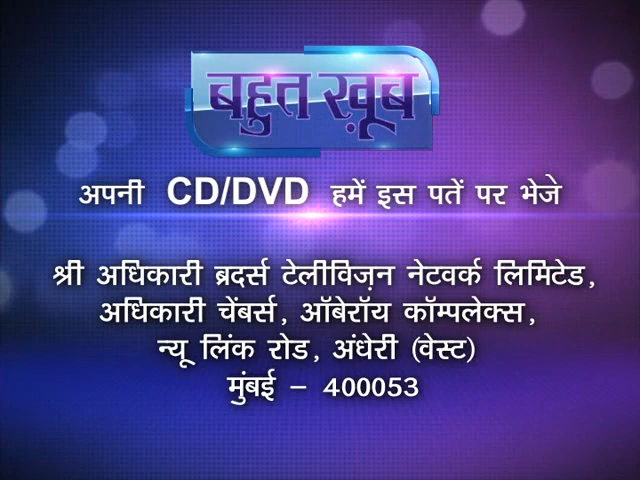 बहुत ख़ूब
अपनी CD/DVD हमें इस पतें पर भेजे
श्री अधिकारी ब्रदर्स टेलीविज़न नेटवर्क लिमिटेड,
अधिकारी चेंबर्स, ऑबेरॉय कॉम्पलेक्स,
न्यू लिंक रोड, अंधेरी (वेस्ट)
मुंबई – 400053